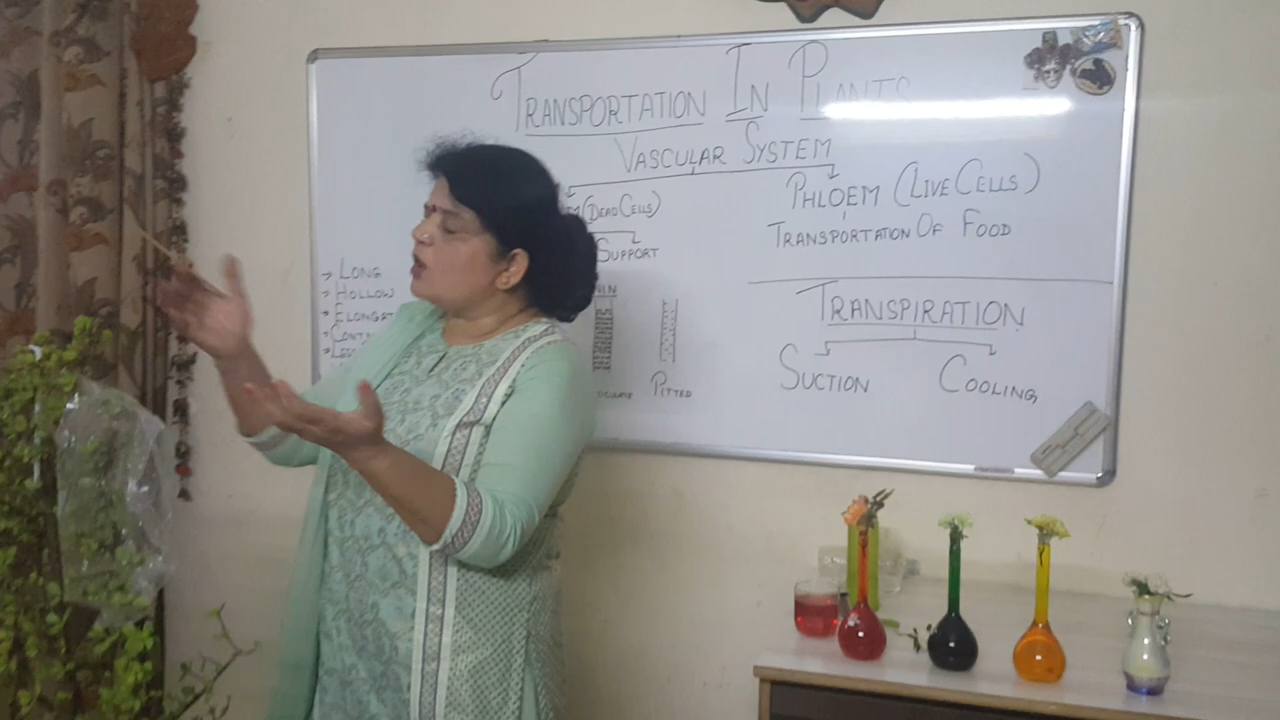 TRANSPORTATION IN PLANTS
VASCULAR SYSTEM
(DEAD CELLS)
SUPPORT
PHLOEM (LIVE CELLS)
TRANSPORTATION OF FOOD
→ LONG
→ HOLLOW
PITTED
TRANSPIRATION
SUCTION
COOLING